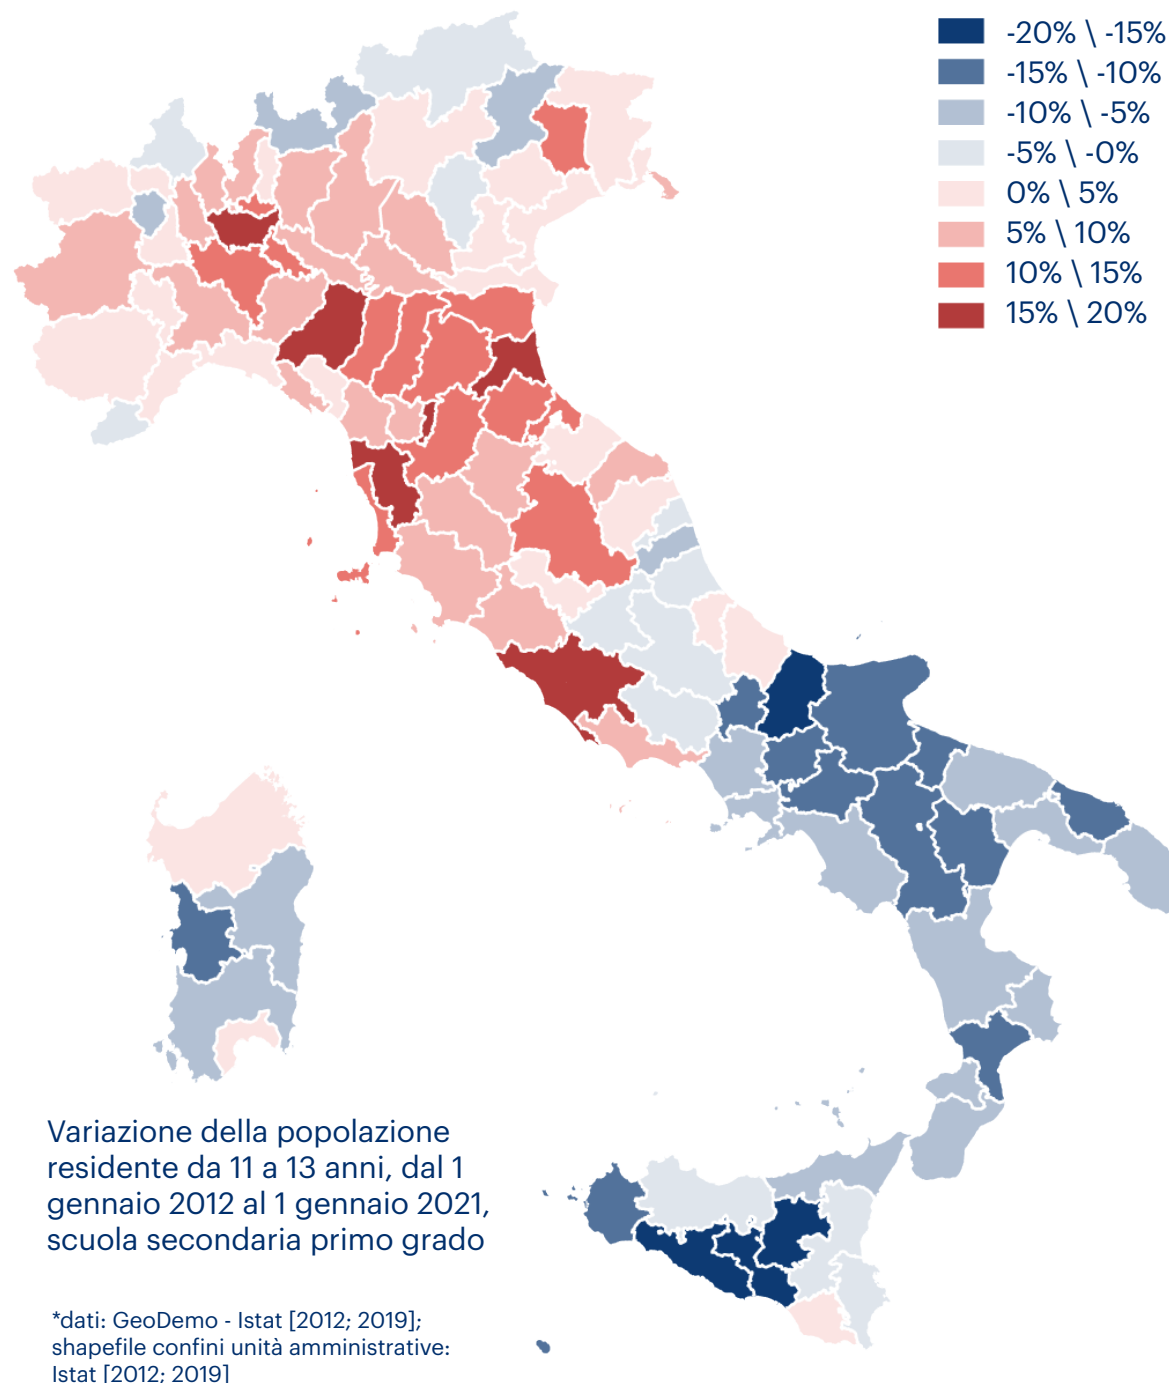 -20% \ -15%
-15% \ -10%
-10% \ -5%
-5% \ -0%
0% \ 5%
5% \ 10%
10% \ 15%
15% \ 20%
Variazione della popolazione
residente da 11 a 13 anni, dal 1
gennaio 2012 al 1 gennaio 2021,
scuola secondaria primo grado
*dati: GeoDemo - Istat [2012; 2019];
shapefile confini unità amministrative:
Istat [2012; 2019]